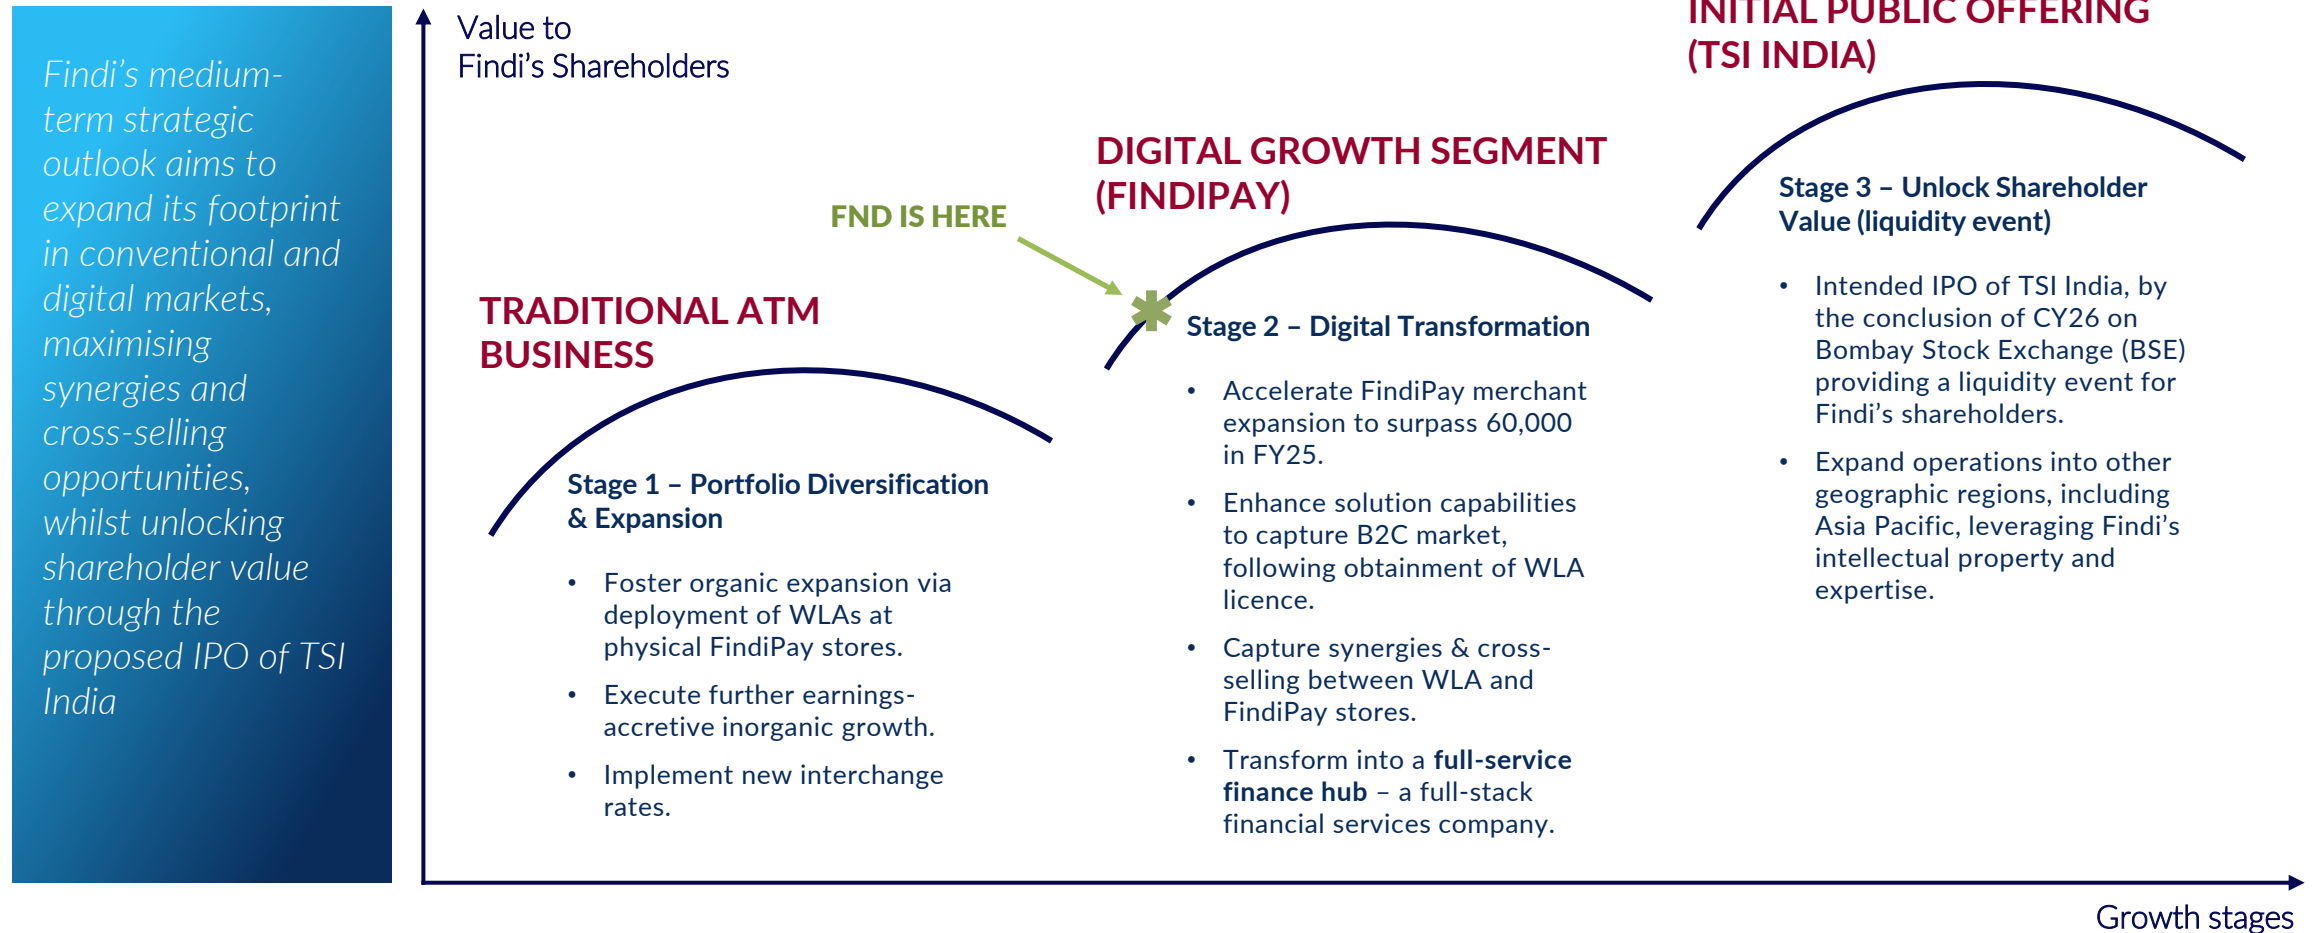 Findi’s medium-
term strategic
outlook aims to
expand its footprint
in conventional and
digital markets,
maximising
synergies and
cross-selling
opportunities,
whilst unlocking
shareholder value
through the
proposed IPO of TSI
India
Value to
Findi’s Shareholders
FND IS HERE
TRADITIONAL ATM
BUSINESS
Stage 1 – Portfolio Diversification
& Expansion
• Foster organic expansion via
deployment of WLAs at
physical FindiPay stores.
• Execute further earnings-
accretive inorganic growth.
• Implement new interchange
rates.
DIGITAL GROWTH SEGMENT
(FINDIPAY)
Stage 2 – Digital Transformation
• Accelerate FindiPay merchant
expansion to surpass 60,000
in FY25.
• Enhance solution capabilities
to capture B2C market,
following obtainment of WLA
licence.
• Capture synergies & cross-
selling between WLA and
FindiPay stores.
• Transform into a full-service
finance hub – a full-stack
financial services company.
INITIAL PUBLIC OFFERING
(TSI INDIA)
Stage 3 – Unlock Shareholder
Value (liquidity event)
• Intended IPO of TSI India, by
the conclusion of CY26 on
Bombay Stock Exchange (BSE)
providing a liquidity event for
Findi’s shareholders.
• Expand operations into other
geographic regions, including
Asia Pacific, leveraging Findi’s
intellectual property and
expertise.
Growth stages